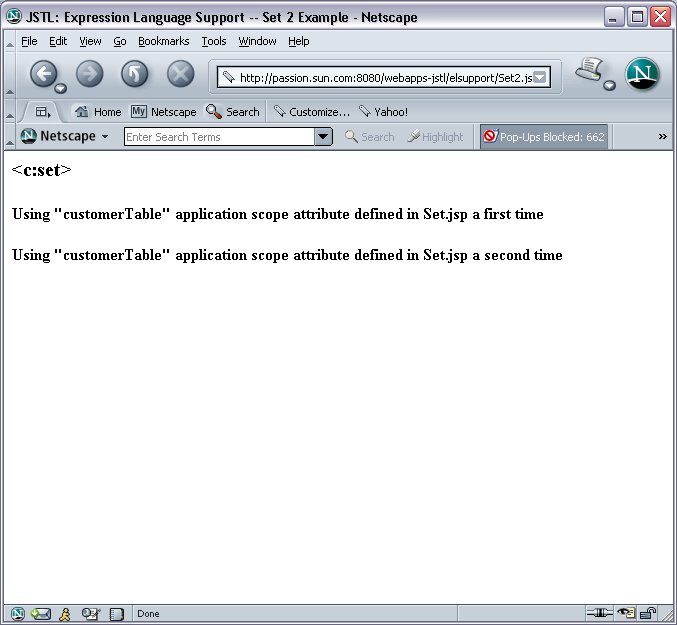 JSTL: Expression Language Support -- Set 2 Example - Netscape
File Edit View Go Bookmarks Tools Window Help
http://passion.sun.com:8080/webapps-jstl/elsupport/Set2.js
N
Home My Netscape Search Customize... Yahoo!
N Netscape Enter Search Terms Search Highlight Pop-Ups Blocked: 662 »
<c:set>
Using "customerTable" application scope attribute defined in Set.jsp a first time
Using "customerTable" application scope attribute defined in Set.jsp a second time
Done